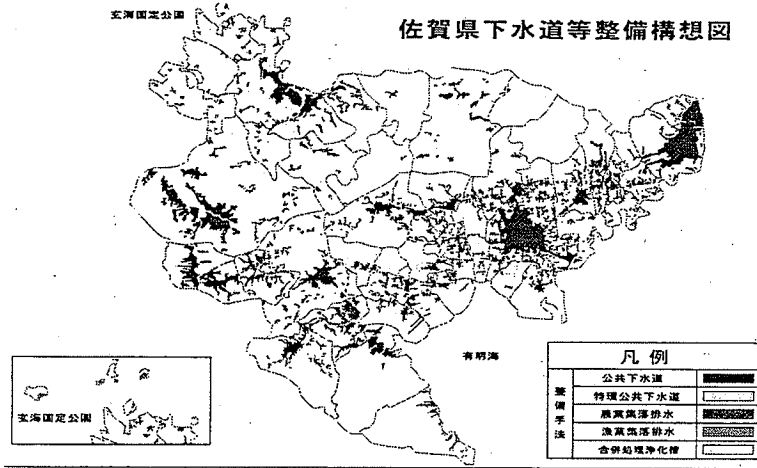 玄海国定公園
佐賀県下水道等整備構想図
有明海
玄海国定公園
凡例
整備手法
公共下水道
特環公共下水道
農業集落排水
漁業集落排水
合併処理浄化槽